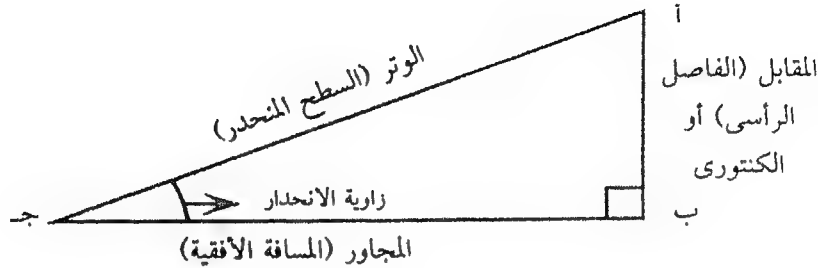 أ
المقابل (الفاصل
الرأسى) أو
الكنتورى
الوتر (السطح المنحدر)
زاوية الانحدار
جـ
ب
المجاور (المسافة الأفقية)